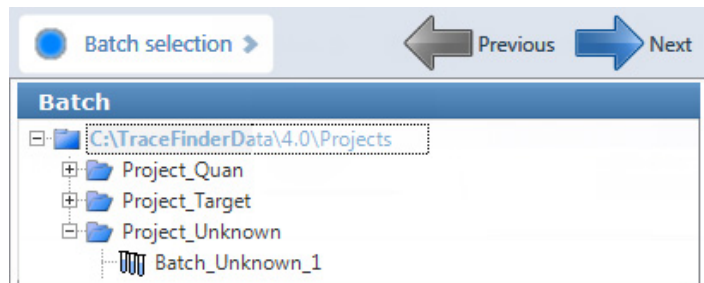 Batch selection Previous Next
Batch
C:\TraceFinderData\4.0\Projects
Project_Quan
Project_Target
Project_Unknown
Batch_Unknown_1